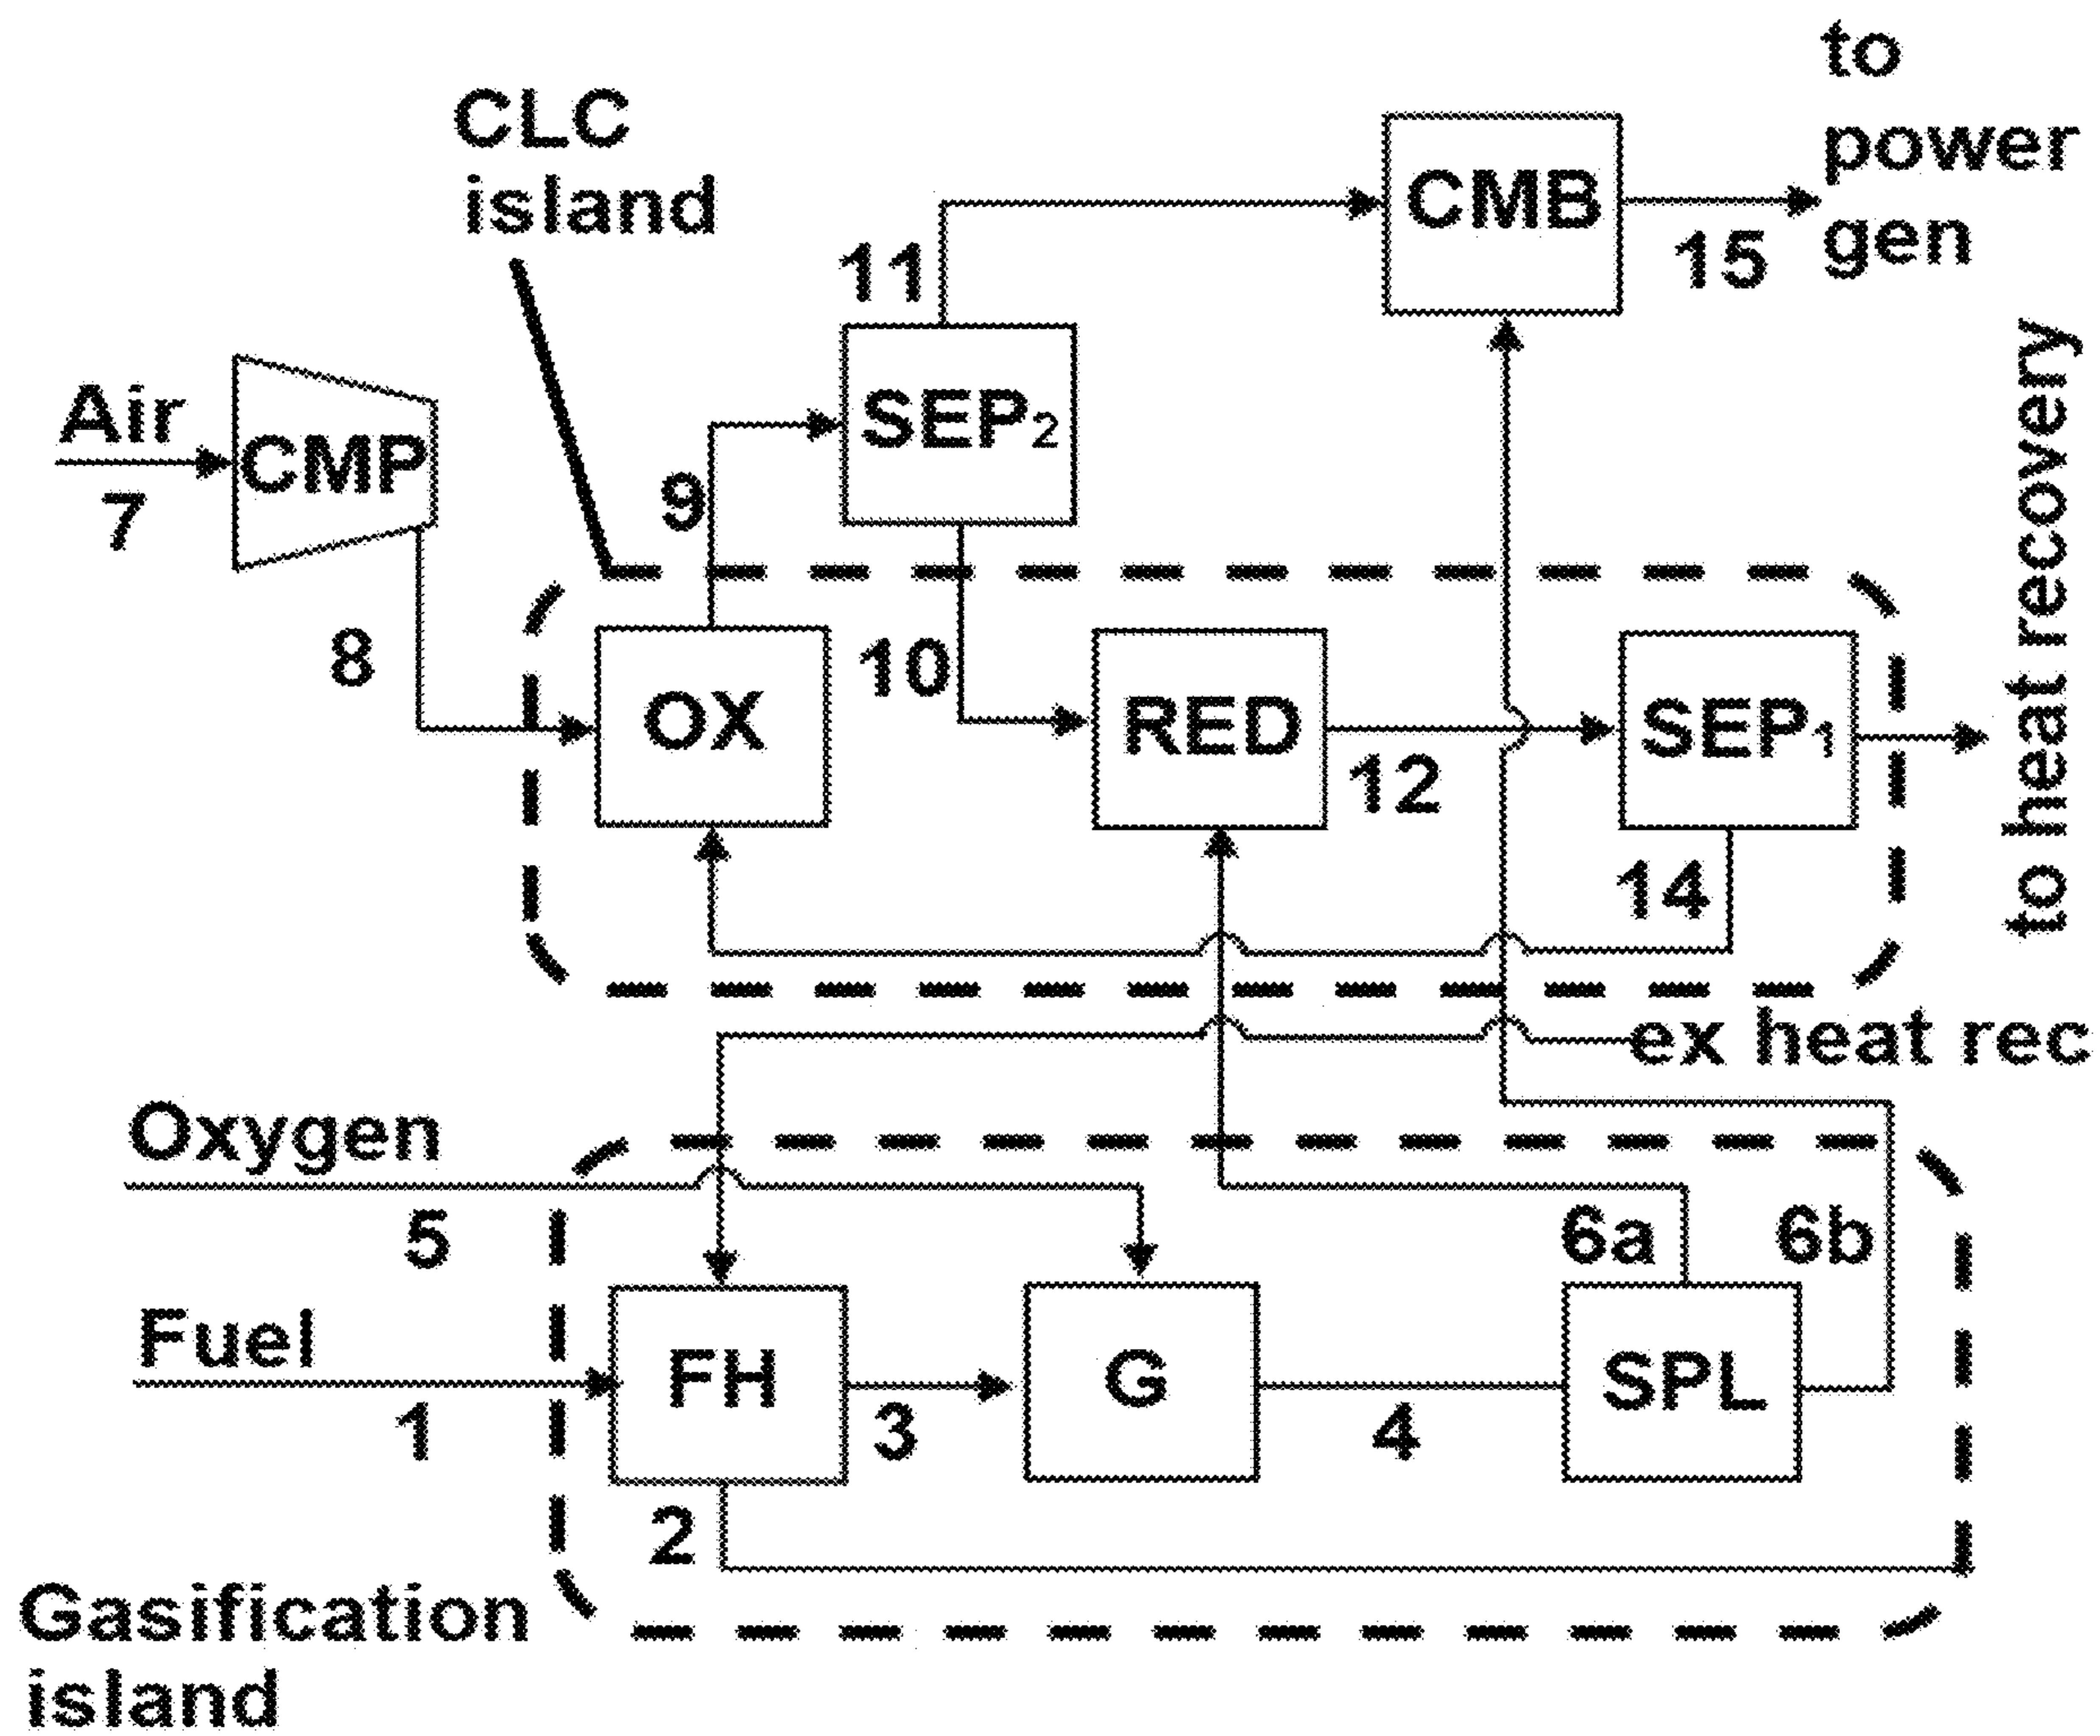 to
power
gen
CLC
island
CMB
15
11
Air
7
CMP
SEP2
9
8
10
OX
RED
12
SEP1
14
to heat recovery
ex heat rec
Oxygen
5
6a
6b
Fuel
1
FH
3
G
4
SPL
2
Gasification
island